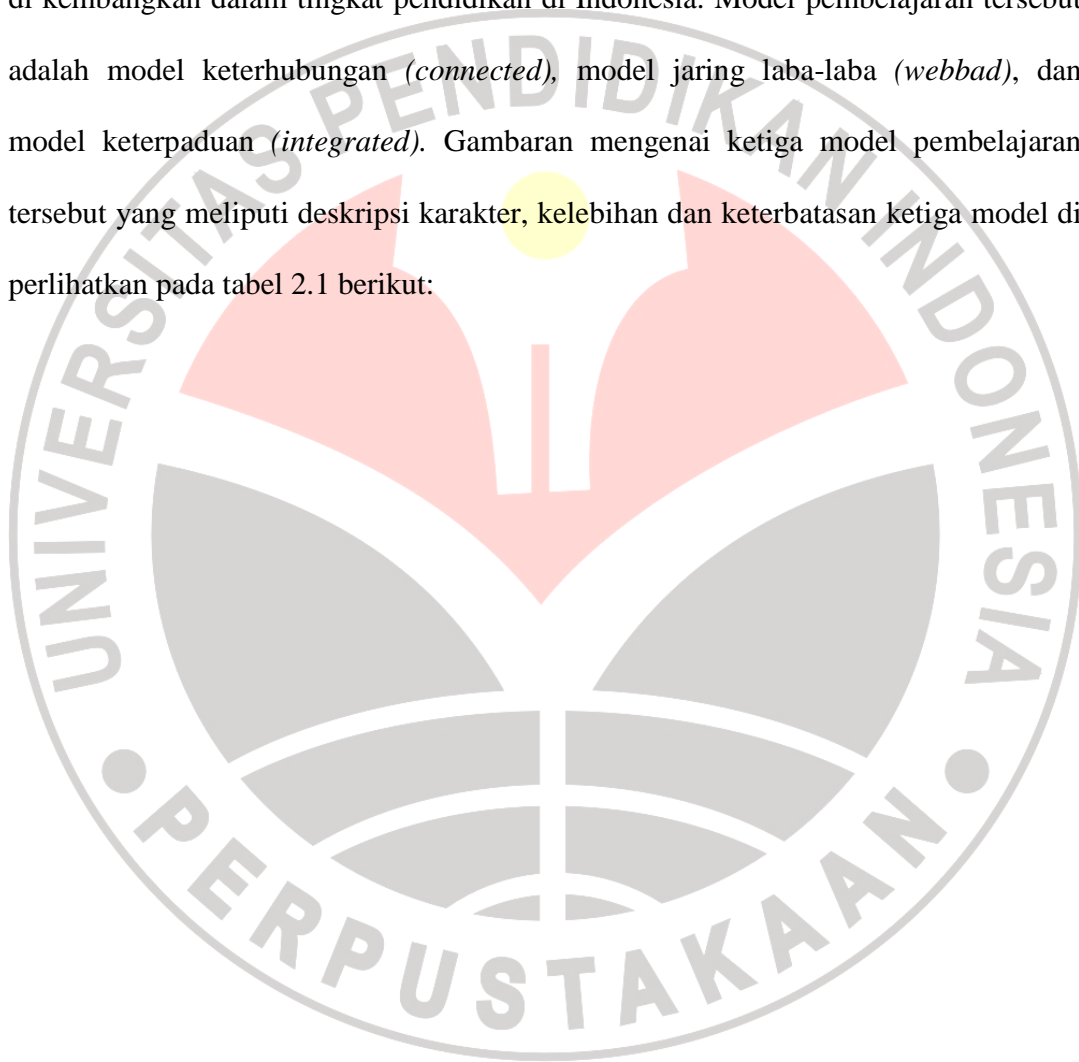 di kembangkan dalam tingkat pendidikan di Indonesia. Model pembelajaran tersebut
adalah model keterhubungan (connected), model jaring laba-laba (webbad), dan
model keterpaduan (integrated). Gambaran mengenai ketiga model pembelajaran
tersebut yang meliputi deskripsi karakter, kelebihan dan keterbatasan ketiga model di
perlihatkan pada tabel 2.1 berikut:
UNIVERSITAS PENDIDIKAN INDONESIA
PERPUSTAKAAN